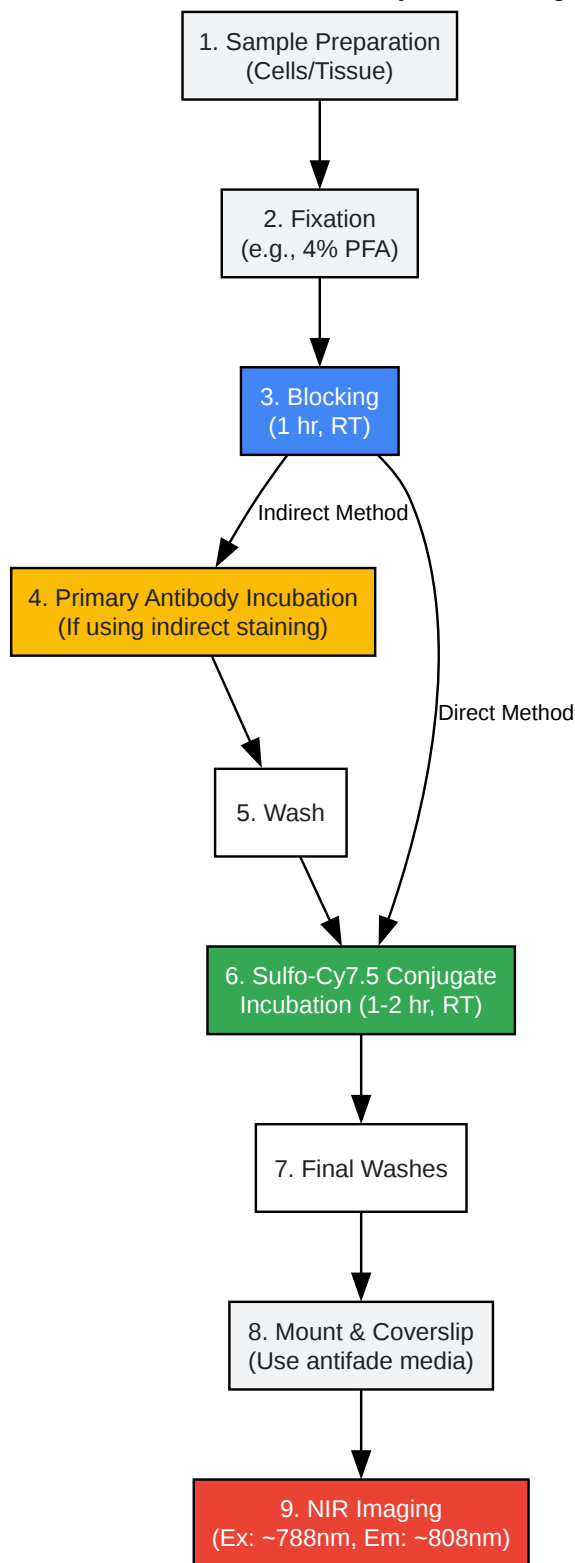 1. Sample Preparation
(Cells/Tissue)
2. Fixation
(e.g., 4% PFA)
3. Blocking
(1 hr, RT)
Indirect Method
4. Primary Antibody Incubation
(If using indirect staining)
Direct Method
5. Wash
6. Sulfo-Cy7.5 Conjugate
Incubation (1-2 hr, RT)
7. Final Washes
8. Mount & Coverslip
(Use antifade media)
9. NIR Imaging
(Ex: ~788nm, Em: ~808nm)